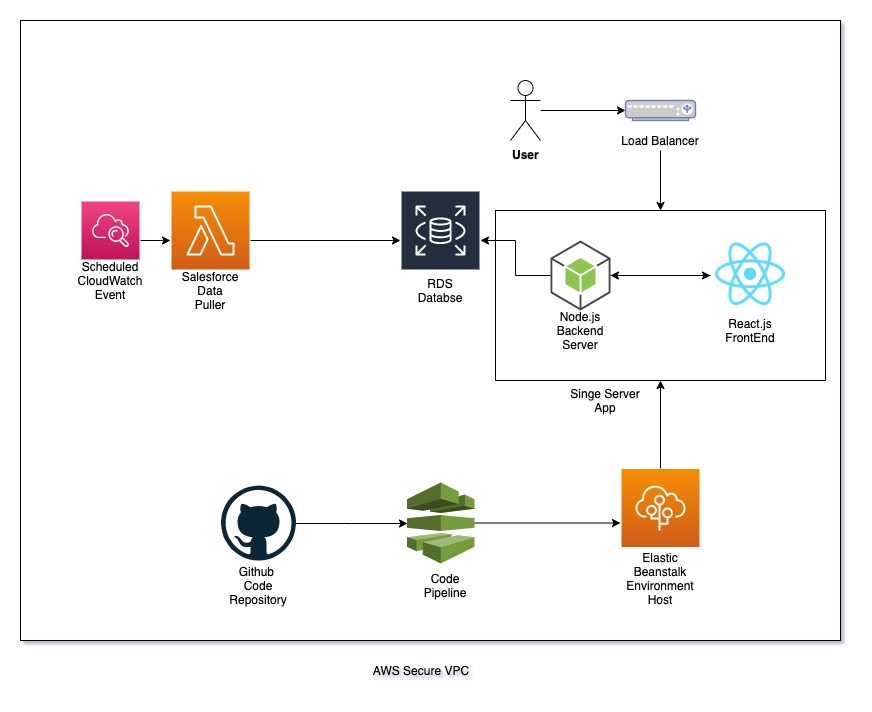 User
Load Balancer
Scheduled
CloudWatch
Event
Salesforce
Data
Puller
RDS
Databse
Node.js
Backend
Server
React.js
FrontEnd
Singe Server
App
Github
Code
Repository
Code
Pipeline
Elastic
Beanstalk
Environment
Host
AWS Secure VPC